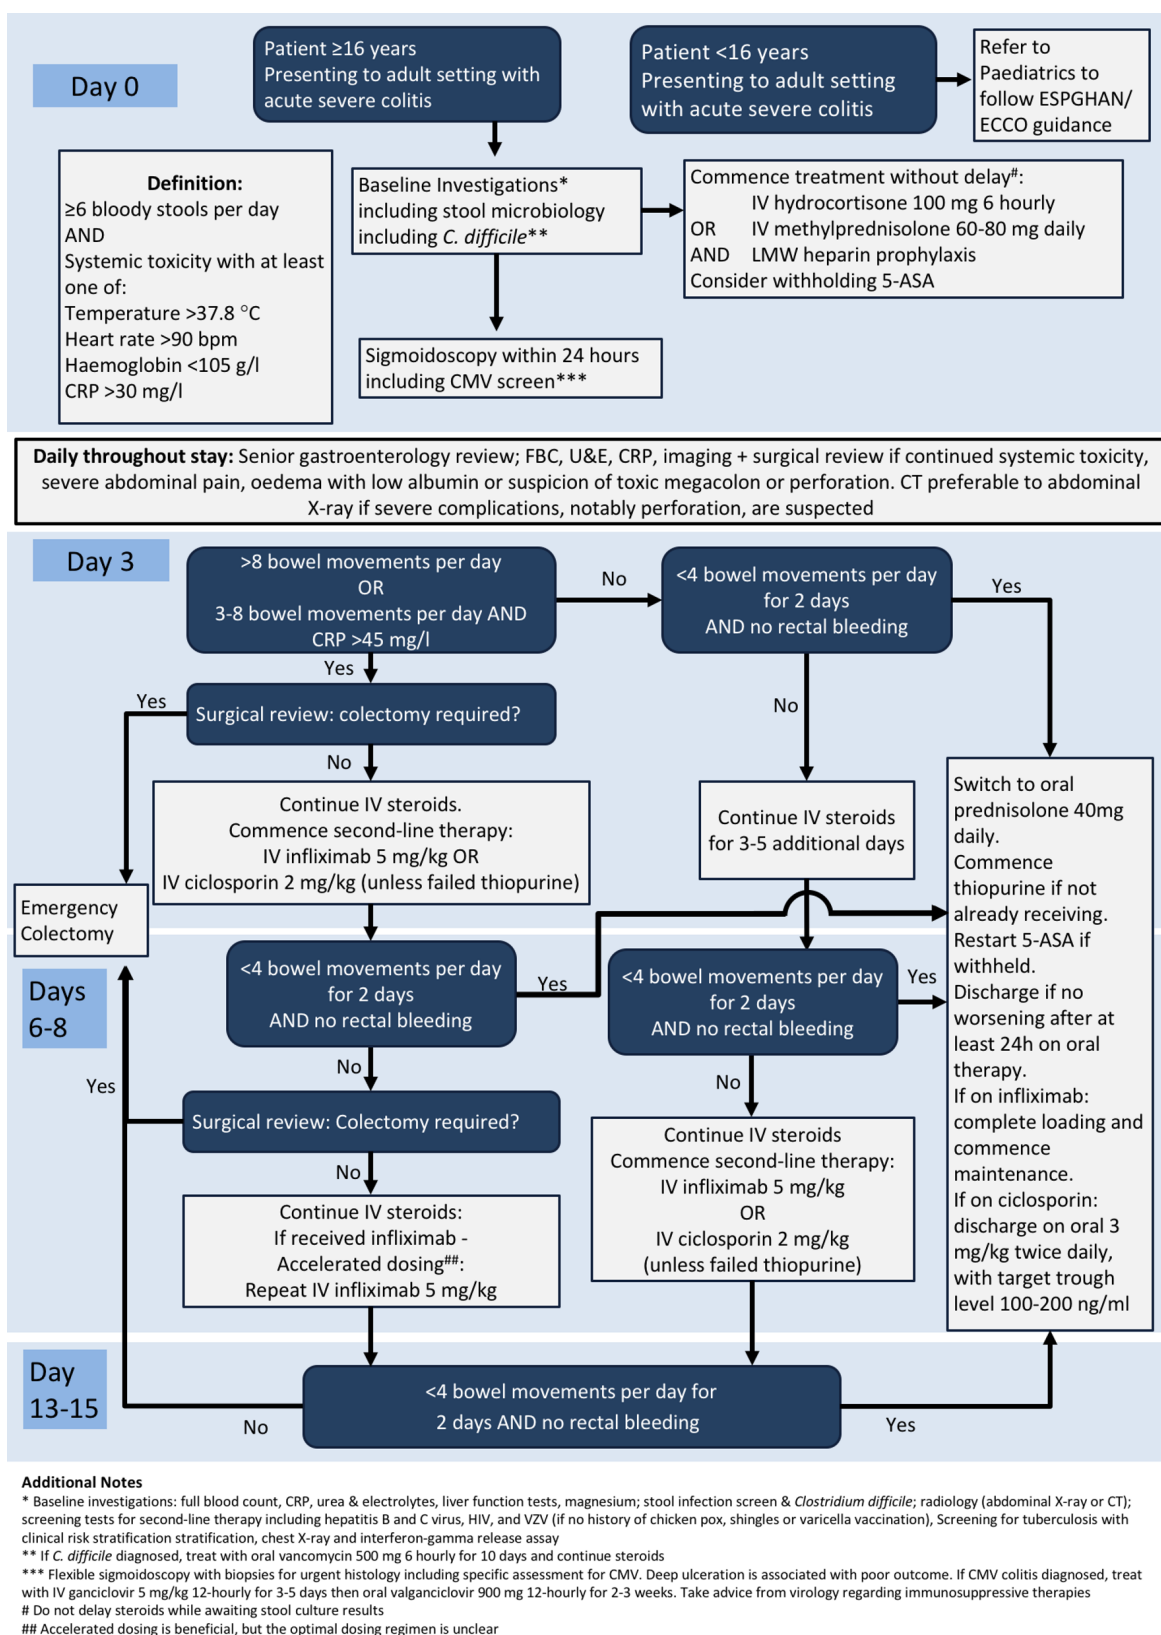 Day 0
Patient ≥16 years
Presenting to adult setting with
acute severe colitis
Patient <16 years
Presenting to adult setting
with acute severe colitis
Refer to
Paediatrics to
follow ESPGHAN/
ECCO guidance
Definition:
≥6 bloody stools per day
AND
Systemic toxicity with at least
one of:
Temperature >37.8 °C
Heart rate >90 bpm
Haemoglobin <105 g/l
CRP >30 mg/l
Baseline Investigations*
including stool microbiology
including C. difficile**
Commence treatment without delay#:
IV hydrocortisone 100 mg 6 hourly
OR IV methylprednisolone 60-80 mg daily
AND LMW heparin prophylaxis
Consider withholding 5-ASA
Sigmoidoscopy within 24 hours
including CMV screen***
Daily throughout stay: Senior gastroenterology review; FBC, U&E, CRP, imaging + surgical review if continued systemic toxicity,
severe abdominal pain, oedema with low albumin or suspicion of toxic megacolon or perforation. CT preferable to abdominal
X-ray if severe complications, notably perforation, are suspected
Day 3
>8 bowel movements per day
OR
3-8 bowel movements per day AND
CRP >45 mg/l
No
<4 bowel movements per day
for 2 days
AND no rectal bleeding
Yes
Yes
Yes
Surgical review: colectomy required?
No
No
Continue IV steroids.
Commence second-line therapy:
IV infliximab 5 mg/kg OR
IV ciclosporin 2 mg/kg (unless failed thiopurine)
Continue IV steroids
for 3-5 additional days
Switch to oral
prednisolone 40mg
daily.
Commence
thiopurine if not
already receiving.
Restart 5-ASA if
withheld.
Discharge if no
worsening after at
least 24h on oral
therapy.
If on infliximab:
complete loading and
commence
maintenance.
If on ciclosporin:
discharge on oral 3
mg/kg twice daily,
with target trough
level 100-200 ng/ml
Emergency
Colectomy
Days
6-8
<4 bowel movements per day
for 2 days
AND no rectal bleeding
Yes
<4 bowel movements per day
for 2 days
AND no rectal bleeding
Yes
No
No
Yes
Surgical review: Colectomy required?
No
Continue IV steroids:
If received infliximab -
Accelerated dosing##:
Repeat IV infliximab 5 mg/kg
Continue IV steroids
Commence second-line therapy:
IV infliximab 5 mg/kg
OR
IV ciclosporin 2 mg/kg
(unless failed thiopurine)
Day
13-15
<4 bowel movements per day for
2 days AND no rectal bleeding
No
Yes
Additional Notes
* Baseline investigations: full blood count, CRP, urea & electrolytes, liver function tests, magnesium; stool infection screen & Clostridium difficile; radiology (abdominal X-ray or CT);
screening tests for second-line therapy including hepatitis B and C virus, HIV, and VZV (if no history of chicken pox, shingles or varicella vaccination), Screening for tuberculosis with
clinical risk stratification stratification, chest X-ray and interferon-gamma release assay
** If C. difficile diagnosed, treat with oral vancomycin 500 mg 6 hourly for 10 days and continue steroids
*** Flexible sigmoidoscopy with biopsies for urgent histology including specific assessment for CMV. Deep ulceration is associated with poor outcome. If CMV colitis diagnosed, treat
with IV ganciclovir 5 mg/kg 12-hourly for 3-5 days then oral valganciclovir 900 mg 12-hourly for 2-3 weeks. Take advice from virology regarding immunosuppressive therapies
# Do not delay steroids while awaiting stool culture results
## Accelerated dosing is beneficial, but the optimal dosing regimen is unclear